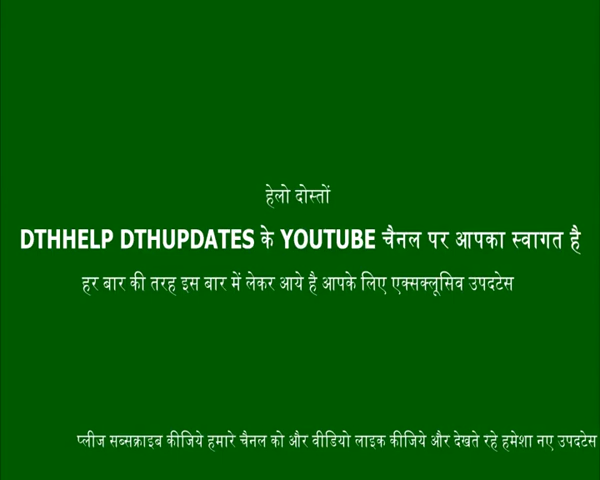 हेलो दोस्तों
DTHHELP DTHUPDATES के YOUTUBE चैनल पर आपका स्वागत है
हर बार की तरह इस बार में लेकर आये है आपके लिए एक्सक्लूसिव उपदटेस
प्लीज सब्सक्राइब कीजिये हमारे चैनल को और वीडियो लाइक कीजिये और देखते रहे हमेशा नए उपदटेस